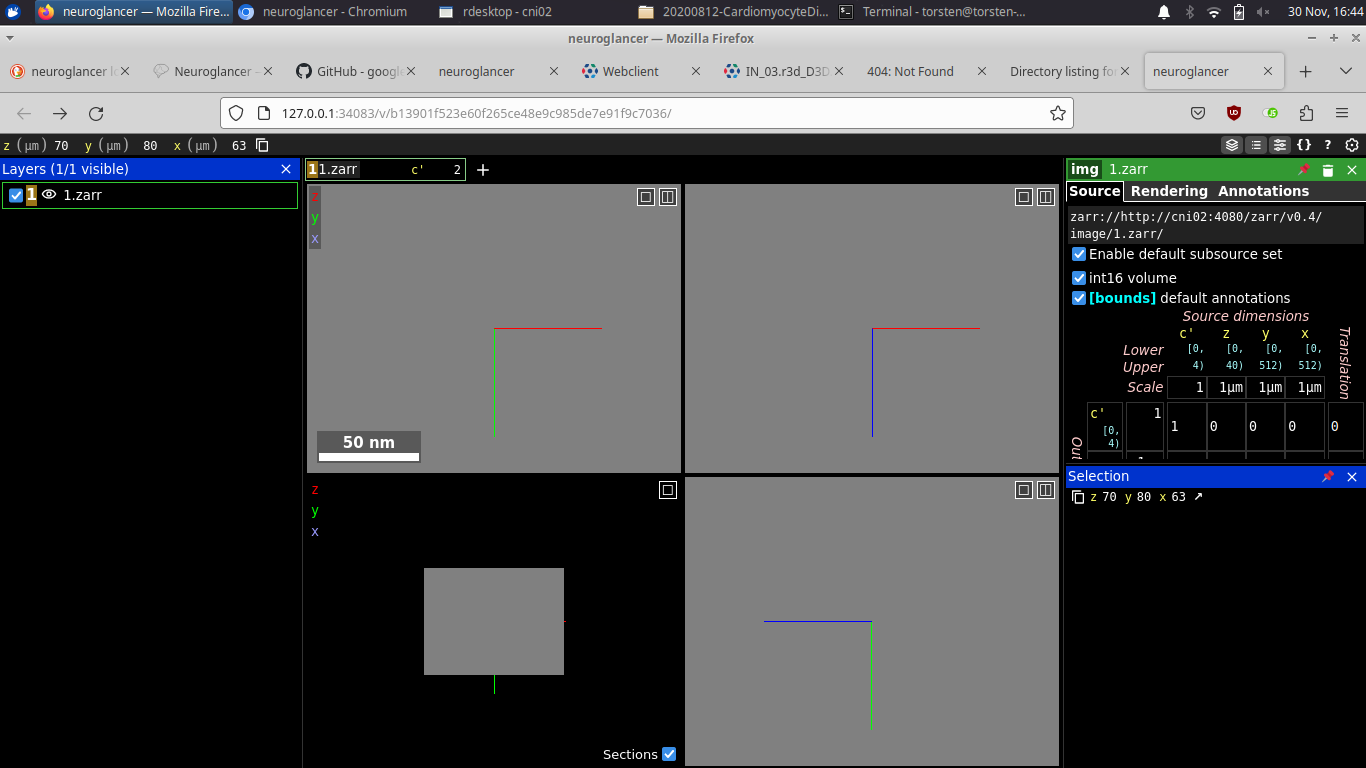 neuroglancer — Mozilla Fire...
neuroglancer - Chromium
rdesktop - cni02
20200812-CardiomyocyteDi...
Terminal - torsten@torsten-...
30 Nov, 16:44
neuroglancer — Mozilla Firefox
neuroglancer
Neuroglancer –
GitHub - google
neuroglancer
Webclient
IN_03.r3d_D3D
404: Not Found
Directory listing for
neuroglancer
127.0.0.1:34083/v/b13901f523e60f265ce48e9c985de7e91f9c7036/
z (μm) 70 y (μm) 80 x (μm) 63
{} ?
Layers (1/1 visible)
1 1.zarr
1 1.zarr c' 2 +
z
y
x
50 nm
z
y
x
Sections
img 1.zarr
Source Rendering Annotations
zarr://http://cni02:4080/zarr/v0.4/
image/1.zarr/
Enable default subsource set
int16 volume
[bounds] default annotations
Source dimensions
c' z y x
Lower [0, [0, [0, [0,
Upper 4) 40) 512) 512)
Scale 1 1μm 1μm 1μm
Translation
c' 1 1 0 0 0 0
[0,
4)
Out
Selection
z 70 y 80 x 63